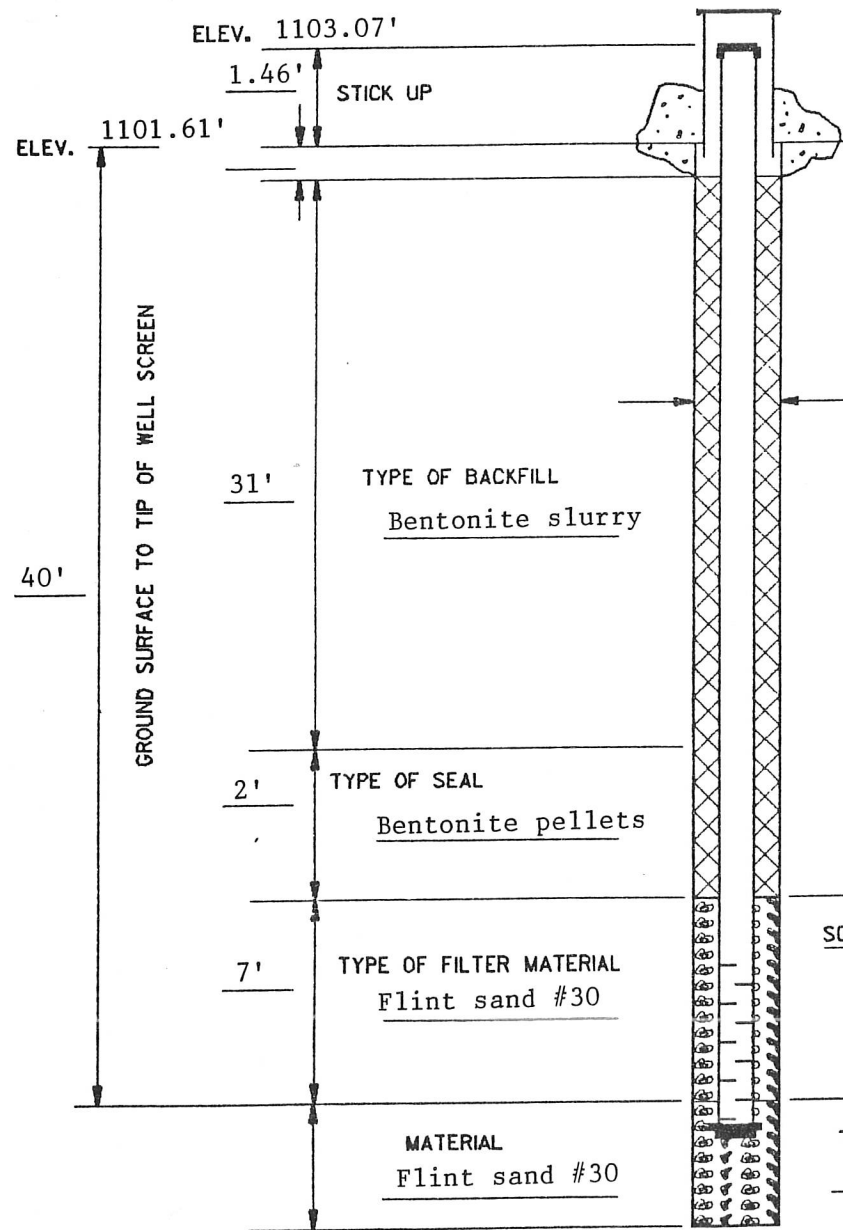 ELEV. 1103.07'
1.46'
STICK UP
ELEV. 1101.61'
GROUND SURFACE TO TIP OF WELL SCREEN
31'
TYPE OF BACKFILL
Bentonite slurry
40'
2'
TYPE OF SEAL
Bentonite pellets
7'
TYPE OF FILTER MATERIAL
Flint sand #30
MATERIAL
Flint sand #30